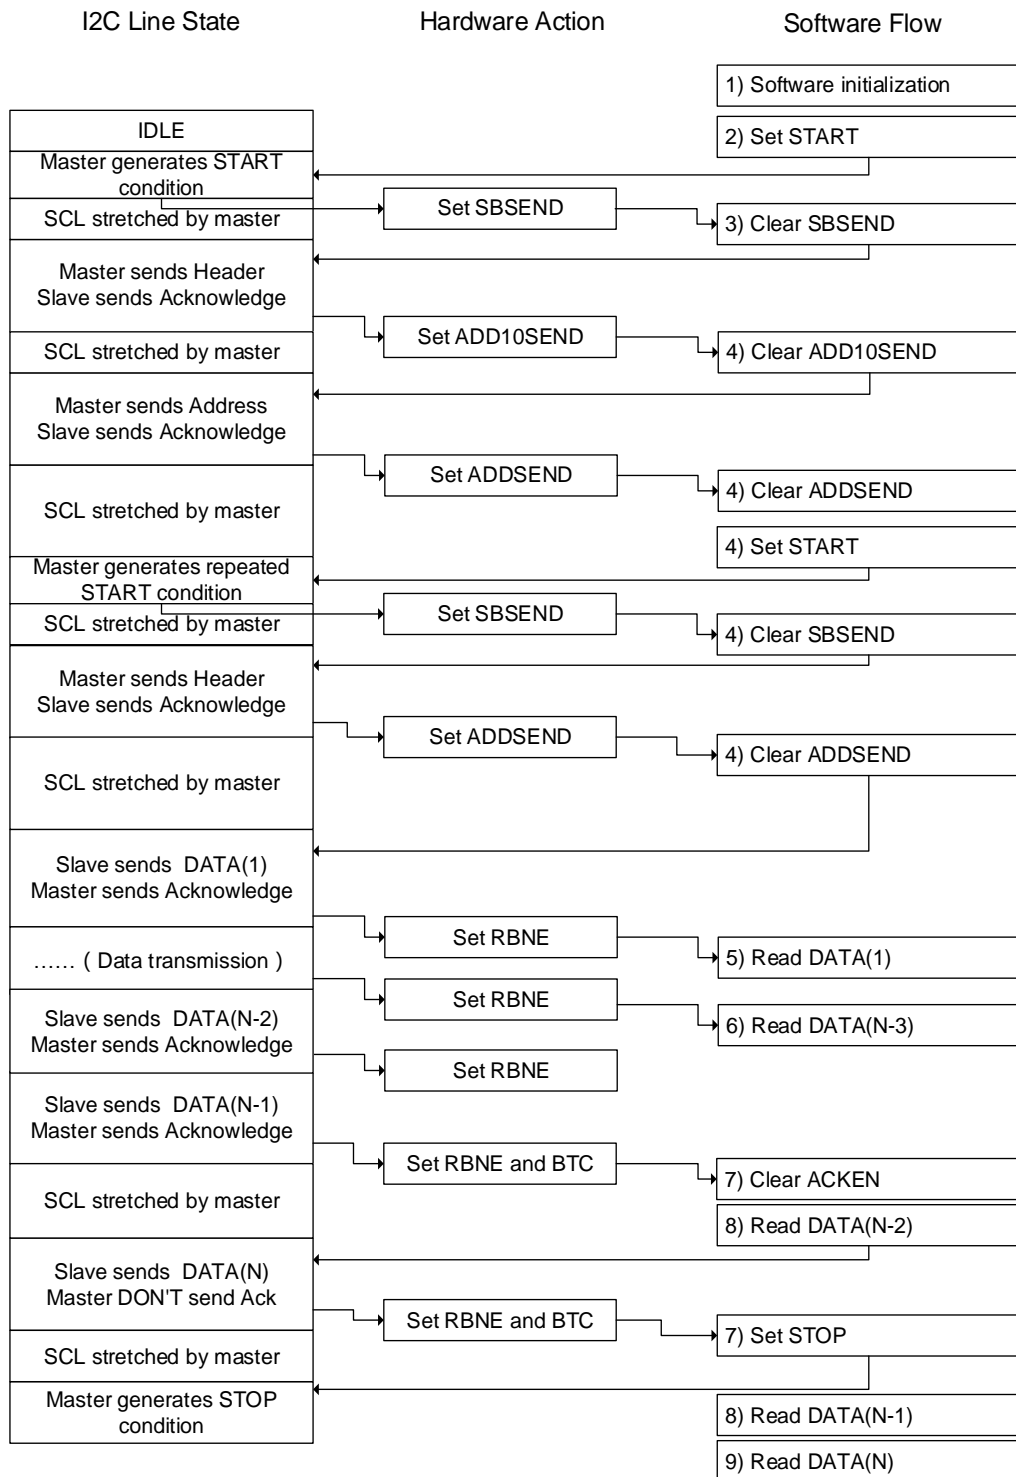 I2C Line State
Hardware Action
Software Flow
1) Software initialization
IDLE
2) Set START
Master generates START
condition
Set SBSEND
SCL stretched by master
3) Clear SBSEND
Master sends Header
Slave sends Acknowledge
Set ADD10SEND
SCL stretched by master
4) Clear ADD10SEND
Master sends Address
Slave sends Acknowledge
Set ADDSEND
4) Clear ADDSEND
SCL stretched by master
4) Set START
Master generates repeated
START condition
Set SBSEND
SCL stretched by master
4) Clear SBSEND
Master sends Header
Slave sends Acknowledge
Set ADDSEND
4) Clear ADDSEND
SCL stretched by master
Slave sends DATA(1)
Master sends Acknowledge
Set RBNE
5) Read DATA(1)
…… ( Data transmission )
Set RBNE
6) Read DATA(N-3)
Slave sends DATA(N-2)
Master sends Acknowledge
Set RBNE
Slave sends DATA(N-1)
Master sends Acknowledge
Set RBNE and BTC
7) Clear ACKEN
SCL stretched by master
8) Read DATA(N-2)
Slave sends DATA(N)
Master DON'T send Ack
Set RBNE and BTC
7) Set STOP
SCL stretched by master
Master generates STOP
condition
8) Read DATA(N-1)
9) Read DATA(N)